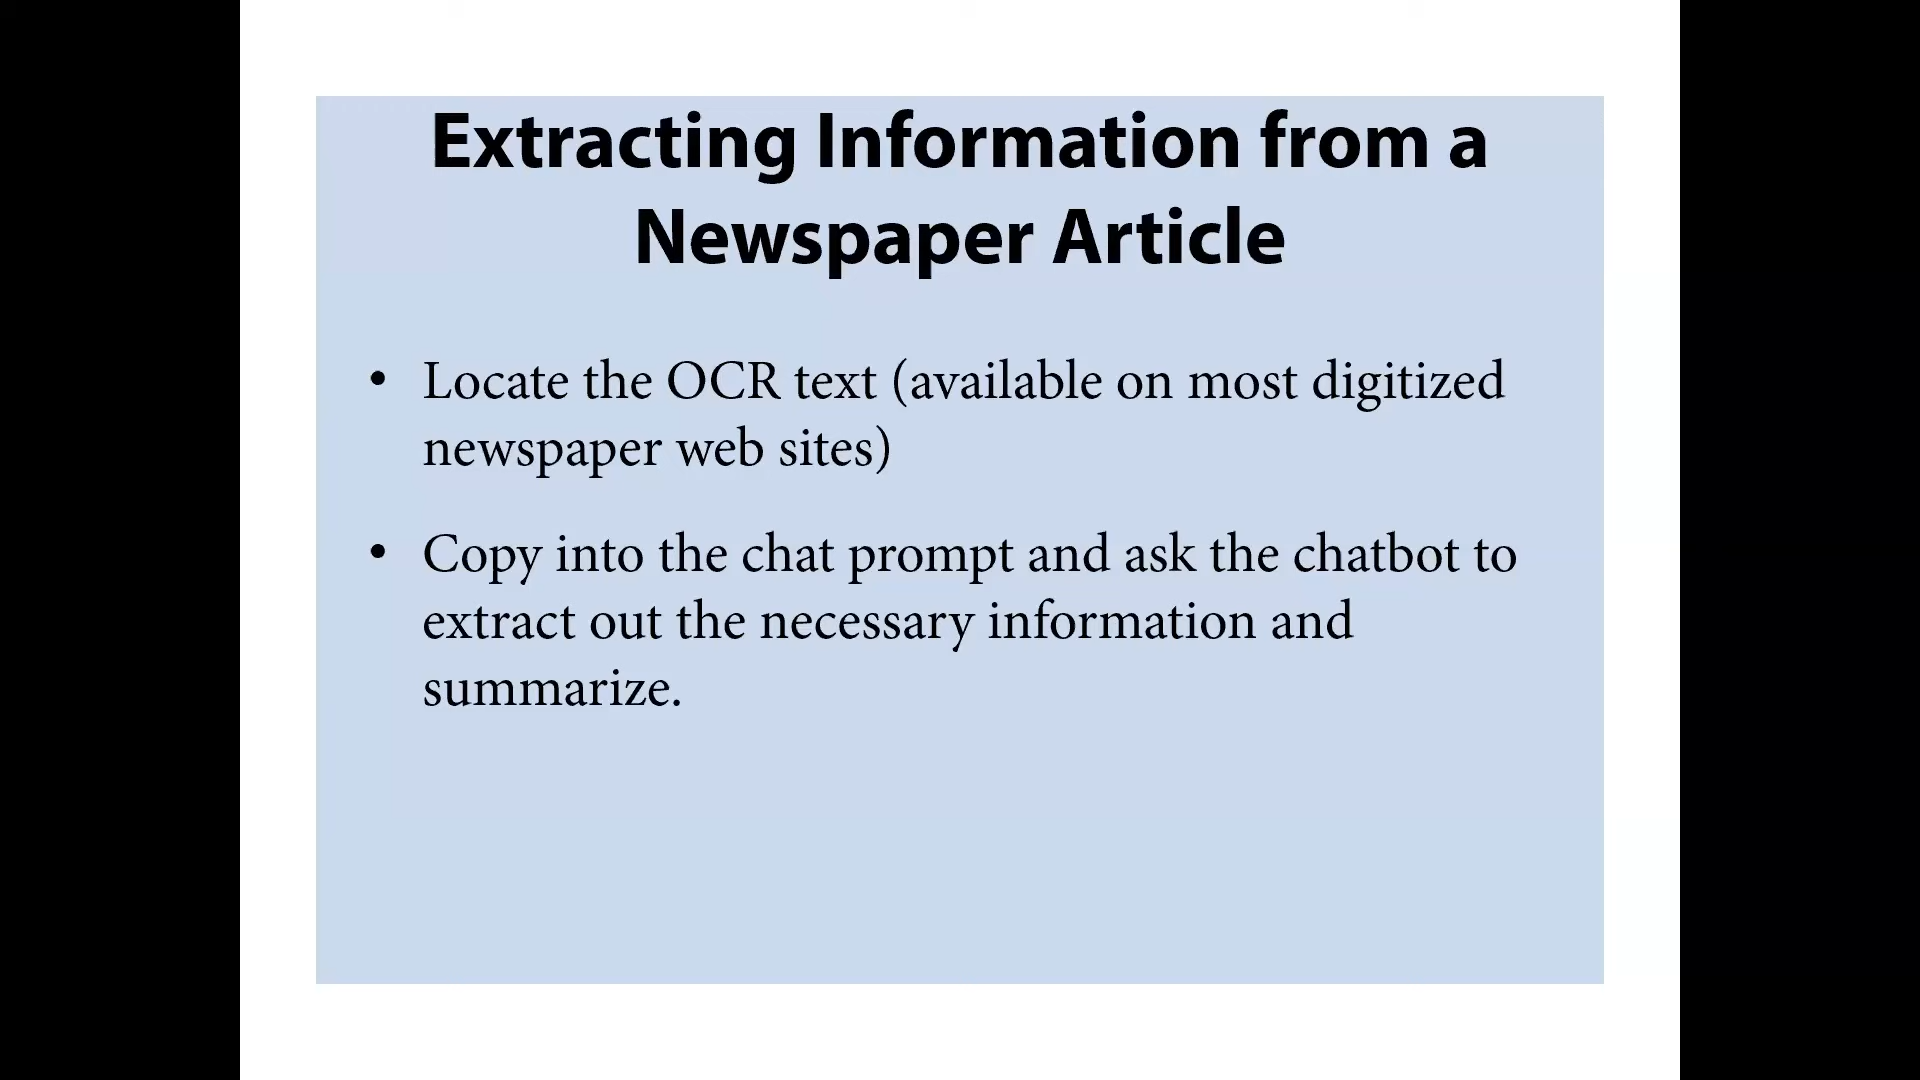 Extracting Information from a
Newspaper Article
• Locate the OCR text (available on most digitized
newspaper web sites)
• Copy into the chat prompt and ask the chatbot to
extract out the necessary information and
summarize.